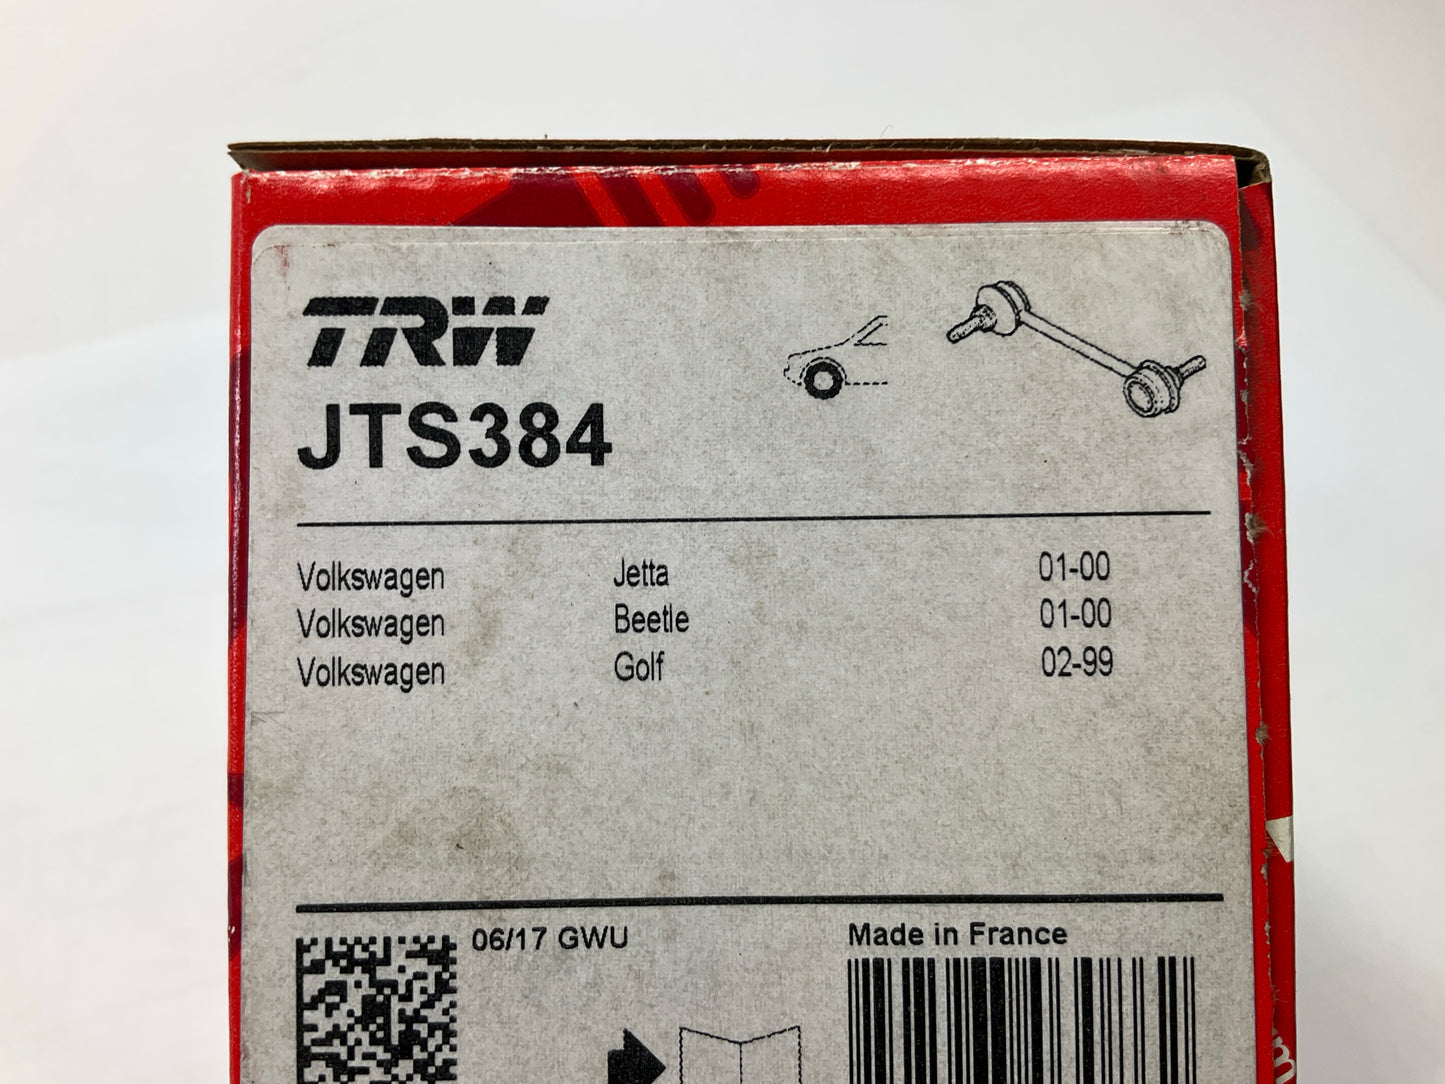 TRW
JTS384
Volkswagen Jetta 01-00
Volkswagen Beetle 01-00
Volkswagen Golf 02-99
06/17 GWU
Made in France
m